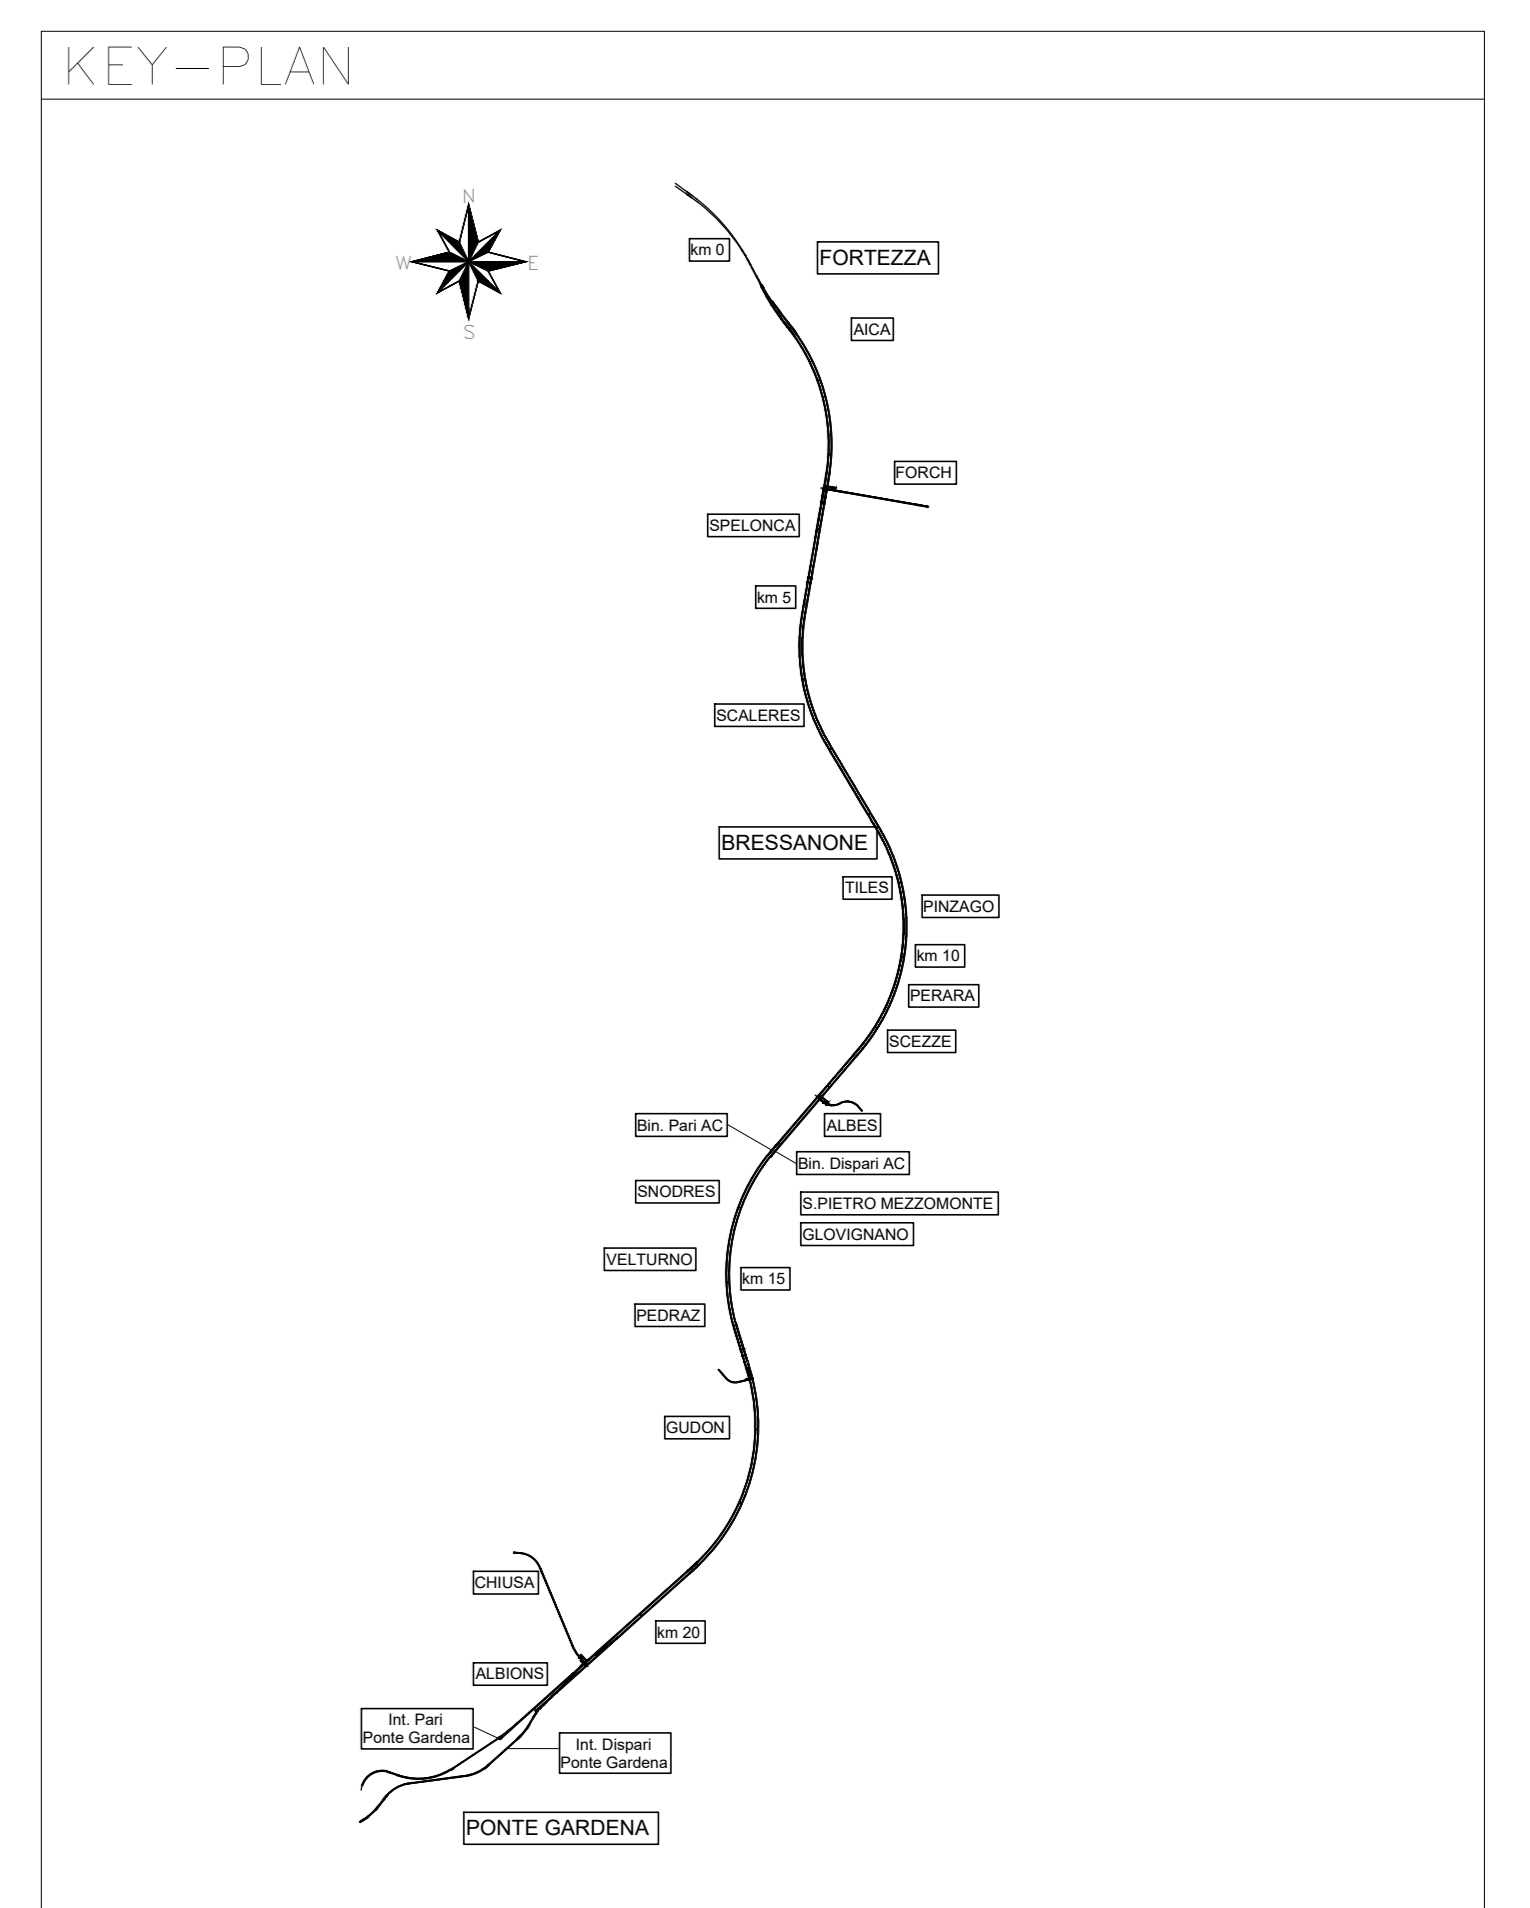 KEY-PLAN
N
W
E
S
km 0
FORTEZZA
AICA
FORCH
SPELONCA
km 5
SCALERES
BRESSANONE
TILES
PINZAGO
km 10
PERARA
SCEZZE
Bin. Pari AC
ALBES
Bin. Dispari AC
SNODRES
S.PIETRO MEZZOMONTE
GLOVIGNANO
VELTURNO
km 15
PEDRAZ
GUDON
CHIUSA
km 20
ALBIONS
Int. Pari
Ponte Gardena
Int. Dispari
Ponte Gardena
PONTE GARDENA